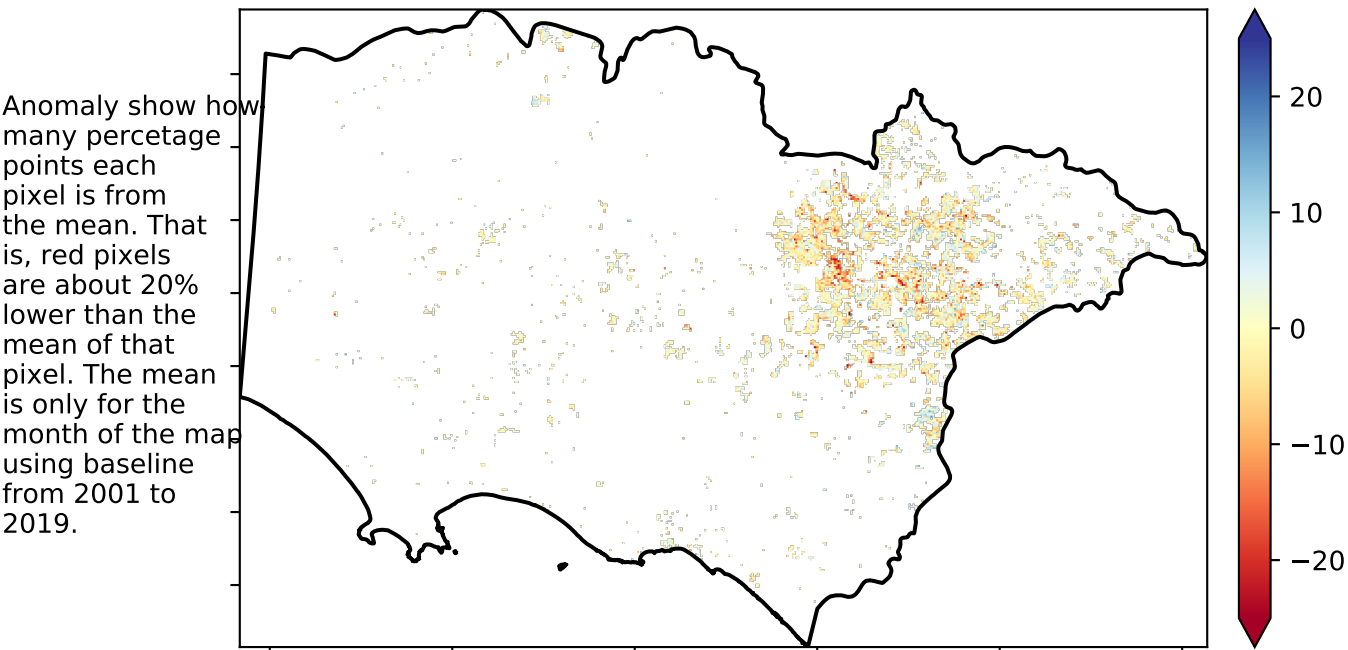 Anomaly show how
many percetage
points each
pixel is from
the mean. That
is, red pixels
are about 20%
lower than the
mean of that
pixel. The mean
is only for the
month of the map
using baseline
from 2001 to
2019.
20
10
0
−10
−20